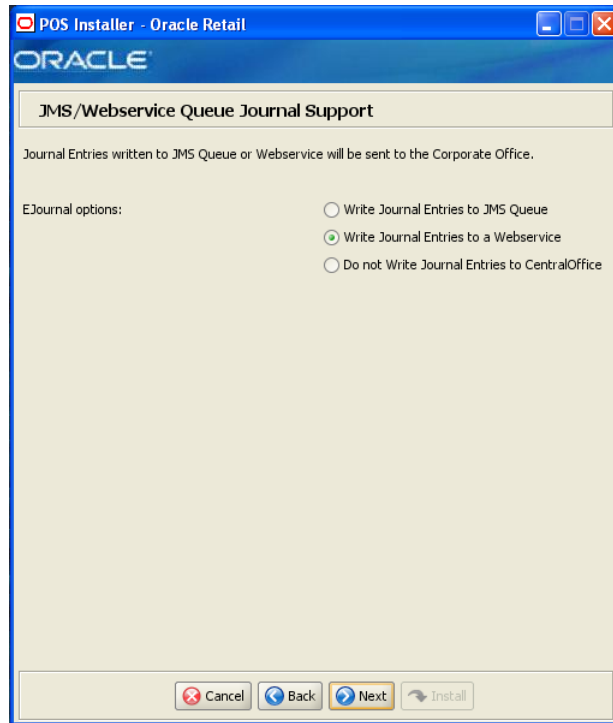 POS Installer - Oracle Retail
ORACLE
JMS/Webservice Queue Journal Support
Journal Entries written to JMS Queue or Webservice will be sent to the Corporate Office.
EJournal options:
Write Journal Entries to JMS Queue
Write Journal Entries to a Webservice
Do not Write Journal Entries to CentralOffice
Cancel Back Next Install